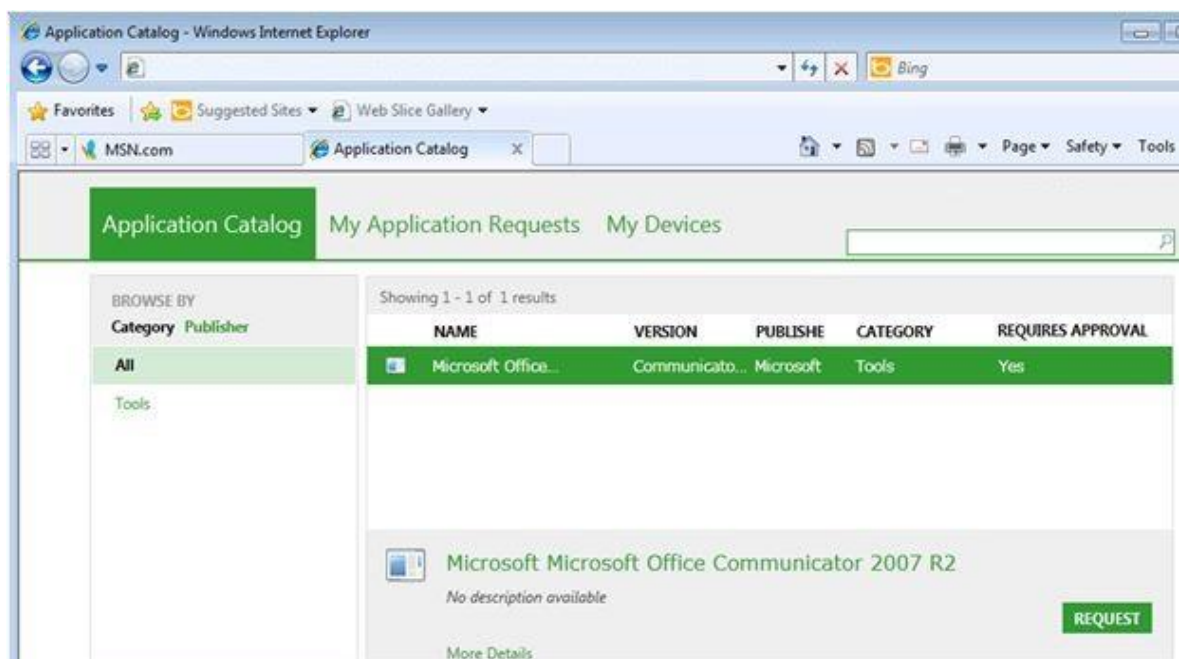 Application Catalog - Windows Internet Explorer
Bing
Favorites Suggested Sites Web Slice Gallery
MSN.com Application Catalog X Page Safety Tools
Application Catalog My Application Requests My Devices
BROWSE BY
Category Publisher
All
Tools
Showing 1 - 1 of 1 results
NAME VERSION PUBLISHE CATEGORY REQUIRES APPROVAL
Microsoft Office... Communicato... Microsoft Tools Yes
Microsoft Microsoft Office Communicator 2007 R2
No description available
REQUEST
More Details